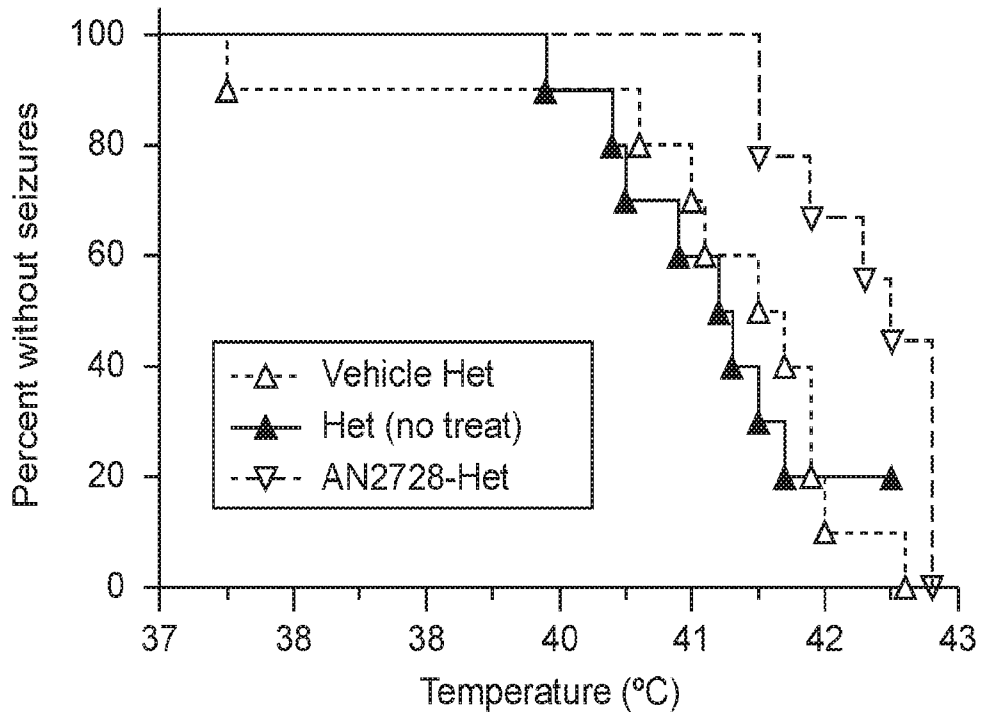 Percent without seizures
100
80
60
40
20
0
Vehicle Het
Het (no treat)
AN2728-Het
37 38 38 40 41 42 43
Temperature (ºC)